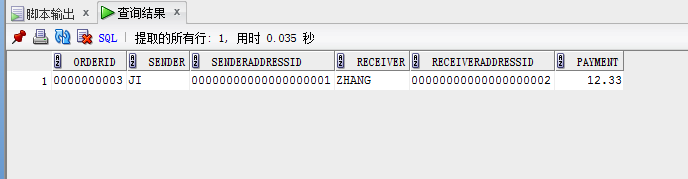 脚本输出 × 查询结果 ×
SQL | 提取的所有行: 1, 用时 0.035 秒
ORDERID SENDER SENDERADDRESSID RECEIVER RECEIVERADDRESSID PAYMENT
1 0000000003 JI 00000000000000000001 ZHANG 00000000000000000002 12.33